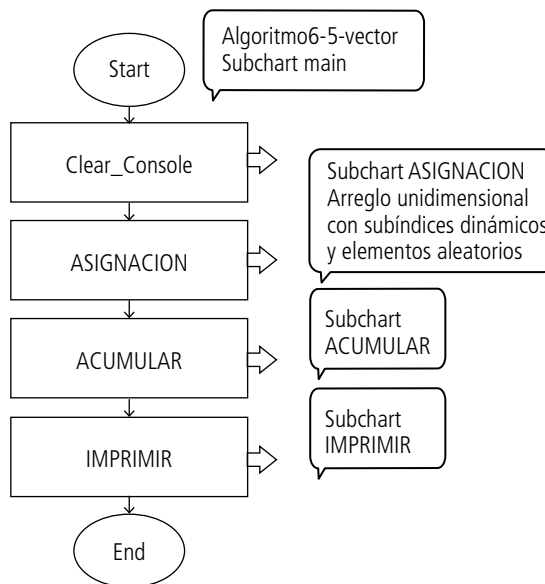 Algoritmo6-5-vector
Subchart main
Start
Clear_Console
Subchart ASIGNACION
Arreglo unidimensional
con subíndices dinámicos
y elementos aleatorios
ASIGNACION
Subchart
ACUMULAR
ACUMULAR
Subchart
IMPRIMIR
IMPRIMIR
End